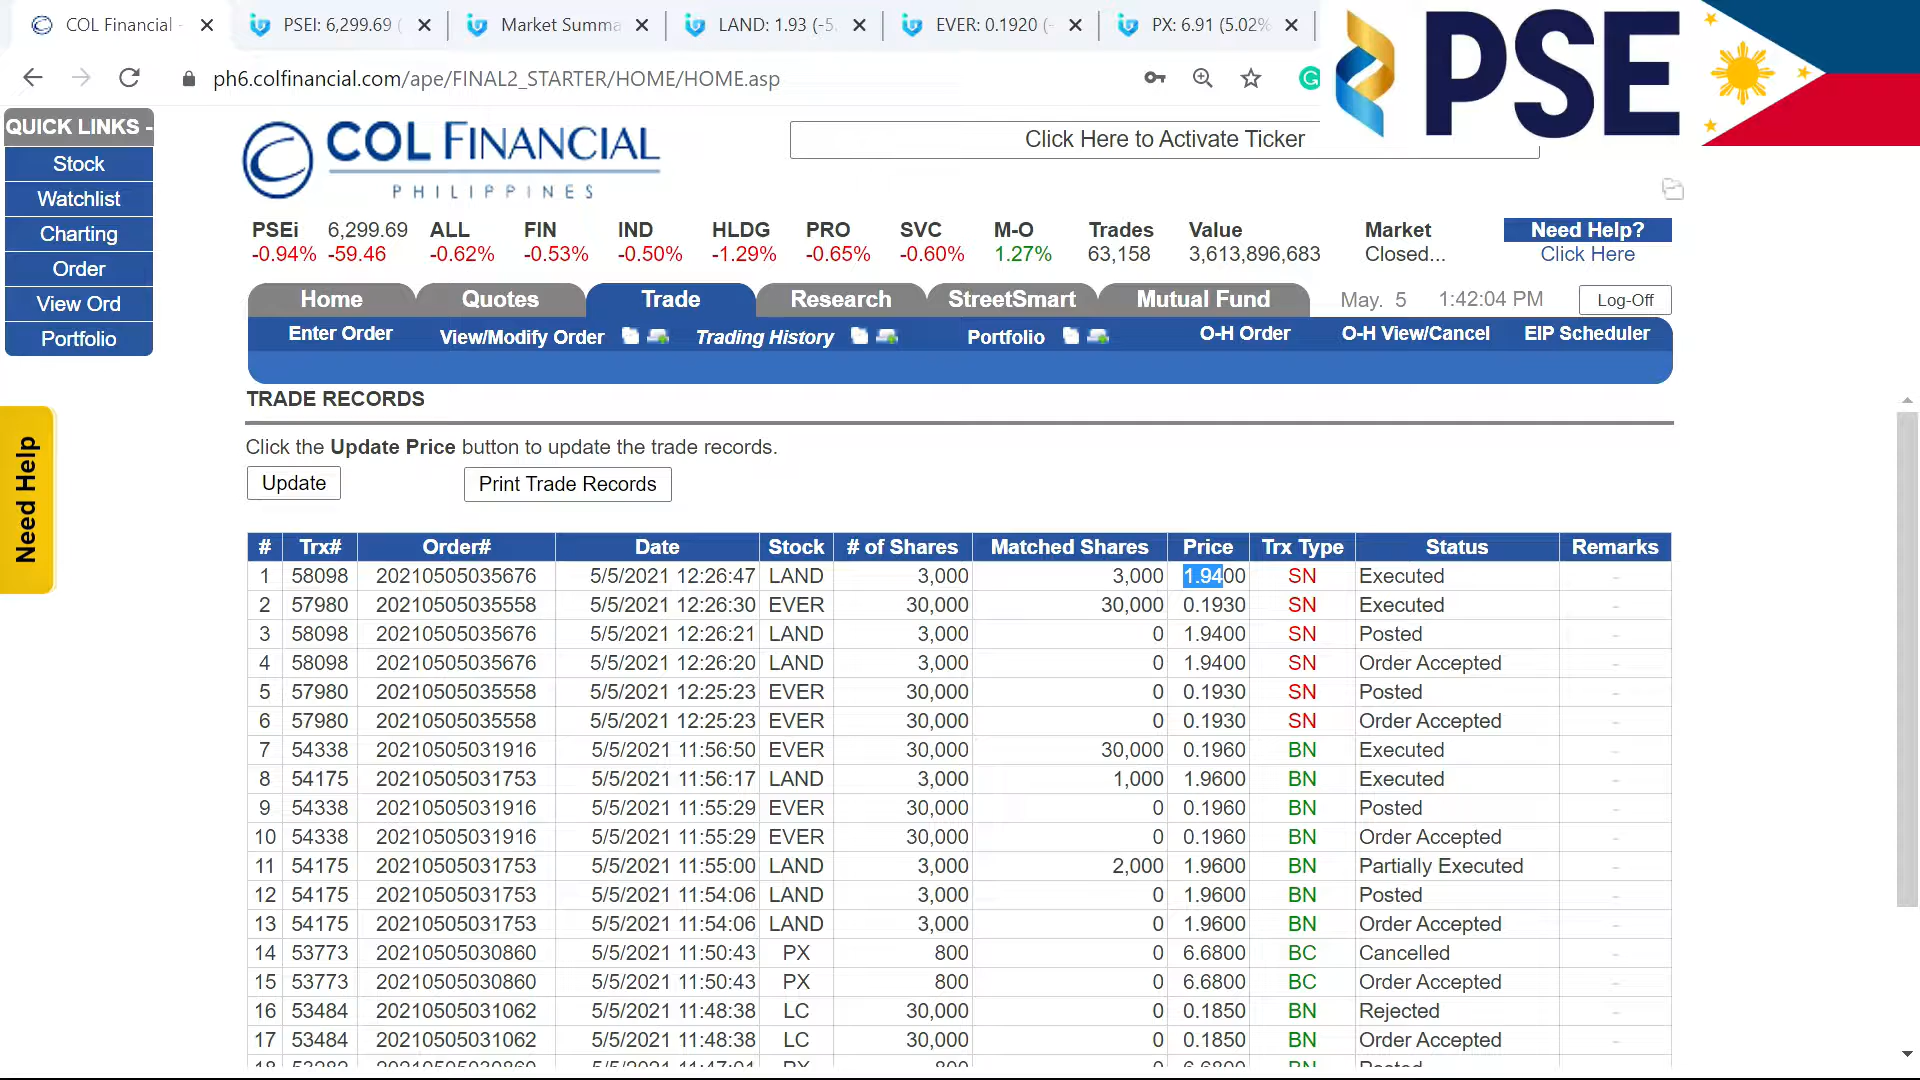 COL Financial -
PSEI: 6,299.69 (
Market Summa
LAND: 1.93 (-5.
EVER: 0.1920 (-
PX: 6.91 (5.02%
PSE
ph6.colfinancial.com/ape/FINAL2_STARTER/HOME/HOME.asp
QUICK LINKS -
Stock
Watchlist
Charting
Order
View Ord
Portfolio
Need Help
COL FINANCIAL
PHILIPPINES
Click Here to Activate Ticker
PSEi 6,299.69 ALL FIN IND HLDG PRO SVC M-O Trades Value Market Need Help?
-0.94% -59.46 -0.62% -0.53% -0.50% -1.29% -0.65% -0.60% 1.27% 63,158 3,613,896,683 Closed... Click Here
Home Quotes Trade Research StreetSmart Mutual Fund May. 5 1:42:04 PM Log-Off
Enter Order View/Modify Order Trading History Portfolio O-H Order O-H View/Cancel EIP Scheduler
TRADE RECORDS
Click the Update Price button to update the trade records.
Update Print Trade Records
# Trx# Order# Date Stock # of Shares Matched Shares Price Trx Type Status Remarks
1 58098 20210505035676 5/5/2021 12:26:47 LAND 3,000 3,000 1.9400 SN Executed -
2 57980 20210505035558 5/5/2021 12:26:30 EVER 30,000 30,000 0.1930 SN Executed -
3 58098 20210505035676 5/5/2021 12:26:21 LAND 3,000 0 1.9400 SN Posted -
4 58098 20210505035676 5/5/2021 12:26:20 LAND 3,000 0 1.9400 SN Order Accepted -
5 57980 20210505035558 5/5/2021 12:25:23 EVER 30,000 0 0.1930 SN Posted -
6 57980 20210505035558 5/5/2021 12:25:23 EVER 30,000 0 0.1930 SN Order Accepted -
7 54338 20210505031916 5/5/2021 11:56:50 EVER 30,000 30,000 0.1960 BN Executed -
8 54175 20210505031753 5/5/2021 11:56:17 LAND 3,000 1,000 1.9600 BN Executed -
9 54338 20210505031916 5/5/2021 11:55:29 EVER 30,000 0 0.1960 BN Posted -
10 54338 20210505031916 5/5/2021 11:55:29 EVER 30,000 0 0.1960 BN Order Accepted -
11 54175 20210505031753 5/5/2021 11:55:00 LAND 3,000 2,000 1.9600 BN Partially Executed -
12 54175 20210505031753 5/5/2021 11:54:06 LAND 3,000 0 1.9600 BN Posted -
13 54175 20210505031753 5/5/2021 11:54:06 LAND 3,000 0 1.9600 BN Order Accepted -
14 53773 20210505030860 5/5/2021 11:50:43 PX 800 0 6.6800 BC Cancelled -
15 53773 20210505030860 5/5/2021 11:50:43 PX 800 0 6.6800 BC Order Accepted -
16 53484 20210505031062 5/5/2021 11:48:38 LC 30,000 0 0.1850 BN Rejected -
17 53484 20210505031062 5/5/2021 11:48:38 LC 30,000 0 0.1850 BN Order Accepted -